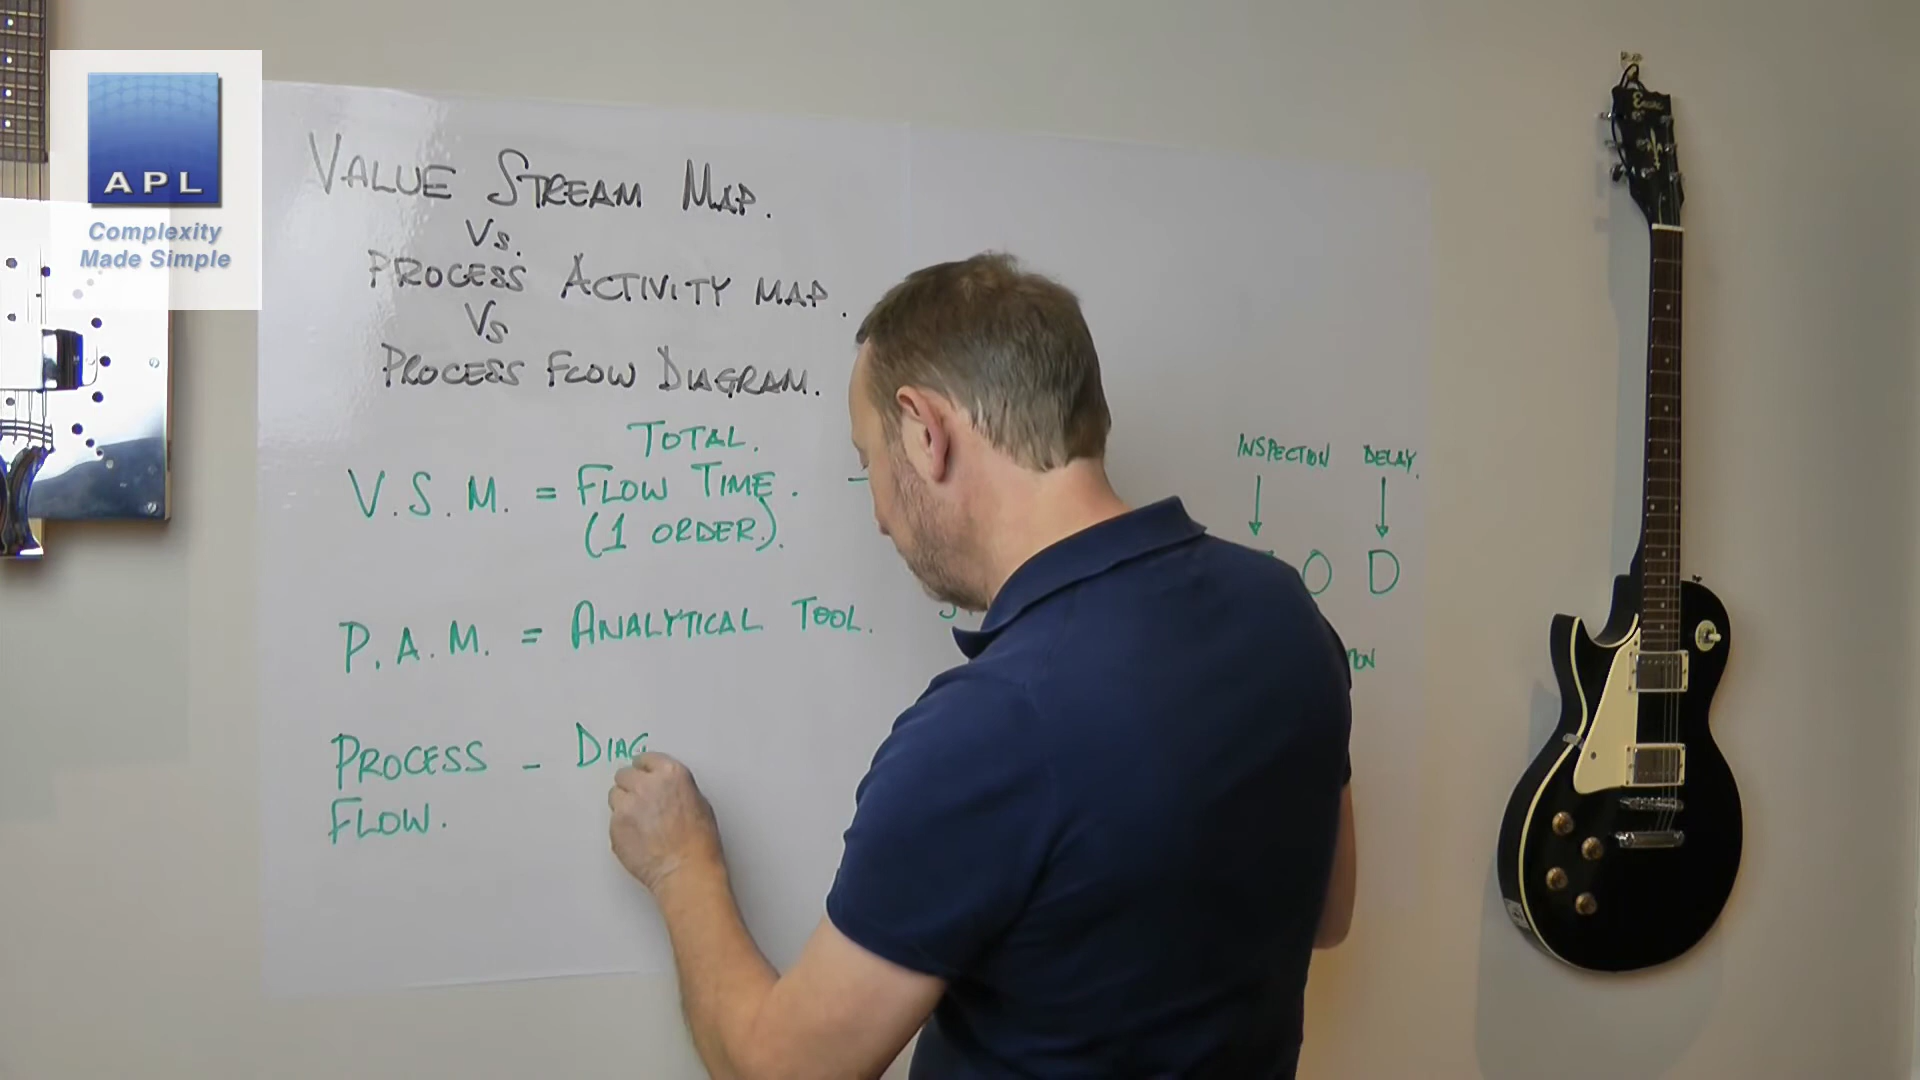 APL
Complexity
Made Simple
VALUE STREAM MAP.
Vs.
PROCESS ACTIVITY MAP.
Vs
PROCESS FLOW DIAGRAM.
TOTAL.
V.S.M. = FLOW TIME. -
(1 ORDER).
INSPECTION DELAY.
O D
P.A.M. = ANALYTICAL TOOL.
PROCESS - DIAG
FLOW.